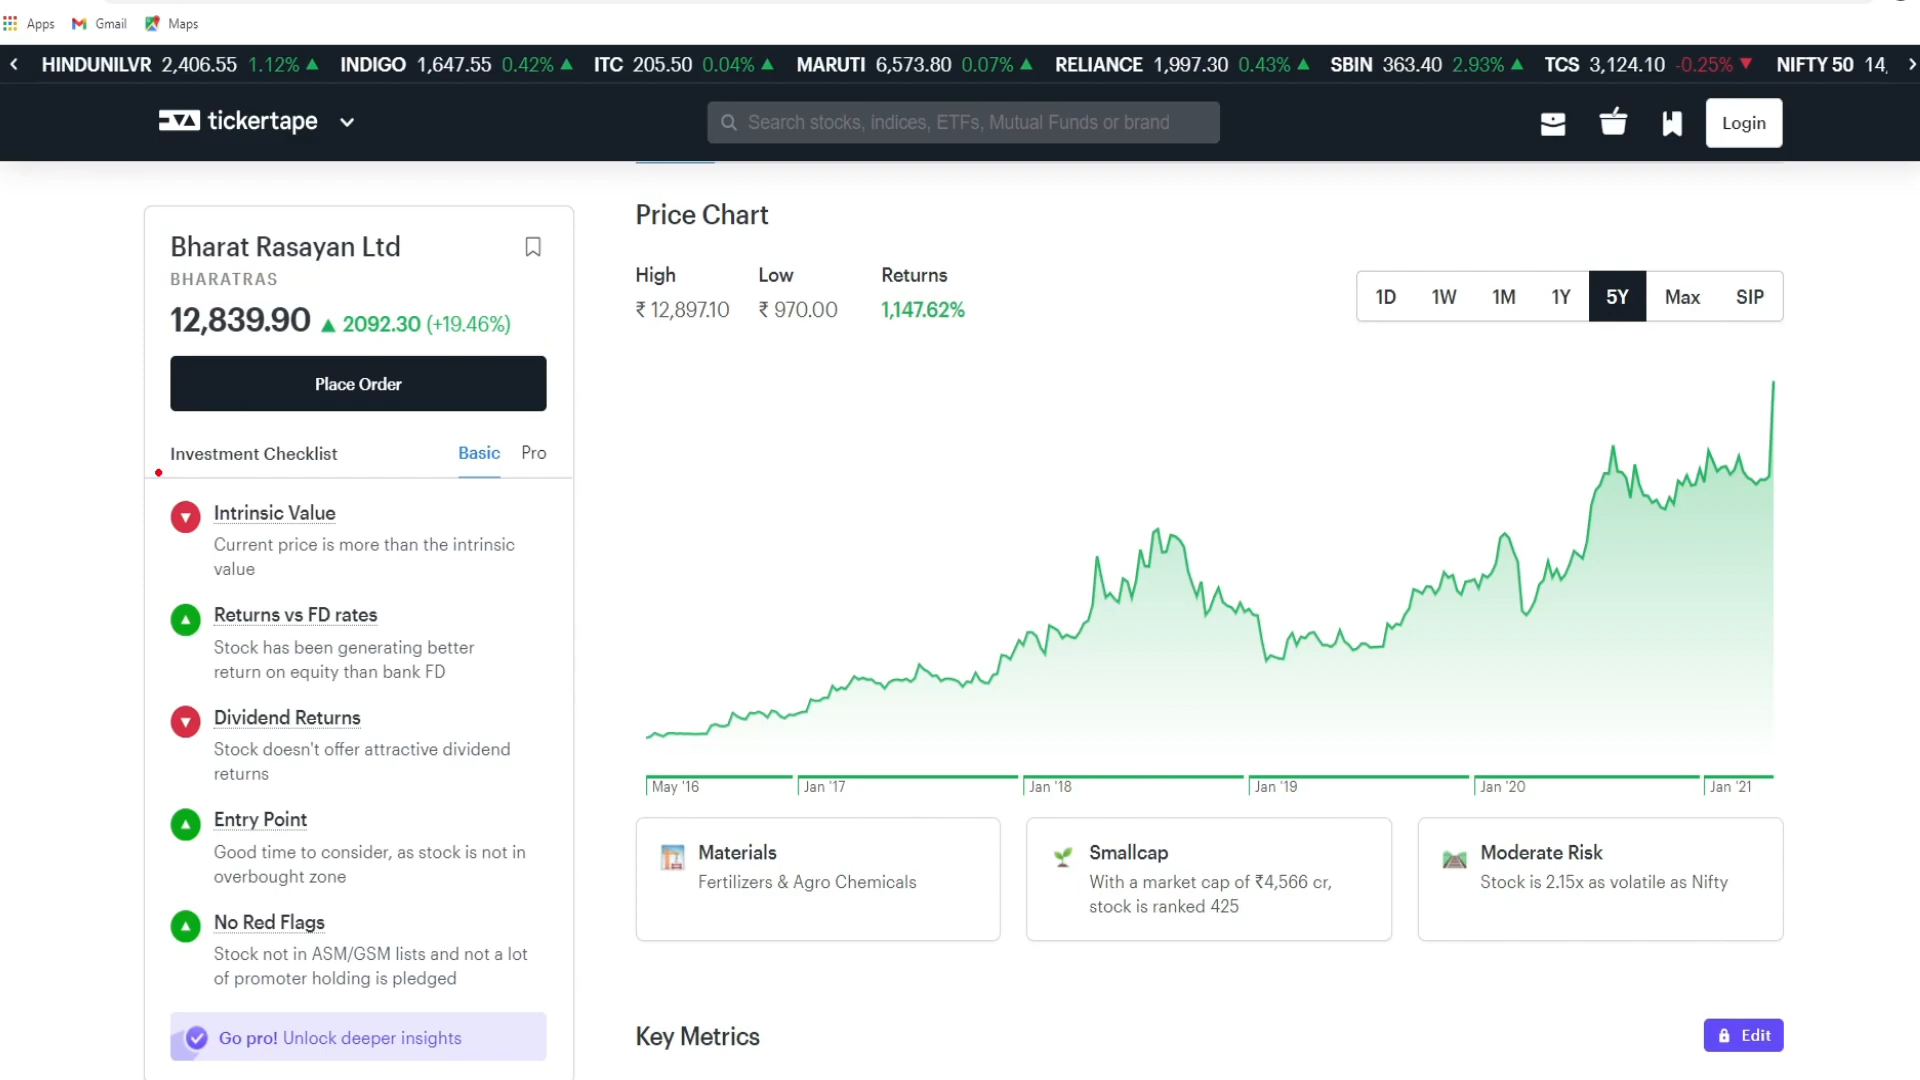 Apps Gmail Maps
HINDUNILVR 2,406.55 1.12% ▲ INDIGO 1,647.55 0.42% ▲ ITC 205.50 0.04% ▲ MARUTI 6,573.80 0.07% ▲ RELIANCE 1,997.30 0.43% ▲ SBIN 363.40 2.93% ▲ TCS 3,124.10 -0.25% ▼ NIFTY 50 14,
tickertape
Search stocks, indices, ETFs, Mutual Funds or brand
Login
Bharat Rasayan Ltd
BHARATRAS
12,839.90 ▲ 2092.30 (+19.46%)
Place Order
Investment Checklist Basic Pro
Intrinsic Value
Current price is more than the intrinsic
value
Returns vs FD rates
Stock has been generating better
return on equity than bank FD
Dividend Returns
Stock doesn't offer attractive dividend
returns
Entry Point
Good time to consider, as stock is not in
overbought zone
No Red Flags
Stock not in ASM/GSM lists and not a lot
of promoter holding is pledged
Go pro! Unlock deeper insights
Price Chart
High Low Returns
₹ 12,897.10 ₹ 970.00 1,147.62%
1D 1W 1M 1Y 5Y Max SIP
May '16 Jan '17 Jan '18 Jan '19 Jan '20 Jan '21
Materials
Fertilizers & Agro Chemicals
Smallcap
With a market cap of ₹4,566 cr,
stock is ranked 425
Moderate Risk
Stock is 2.15x as volatile as Nifty
Key Metrics
Edit